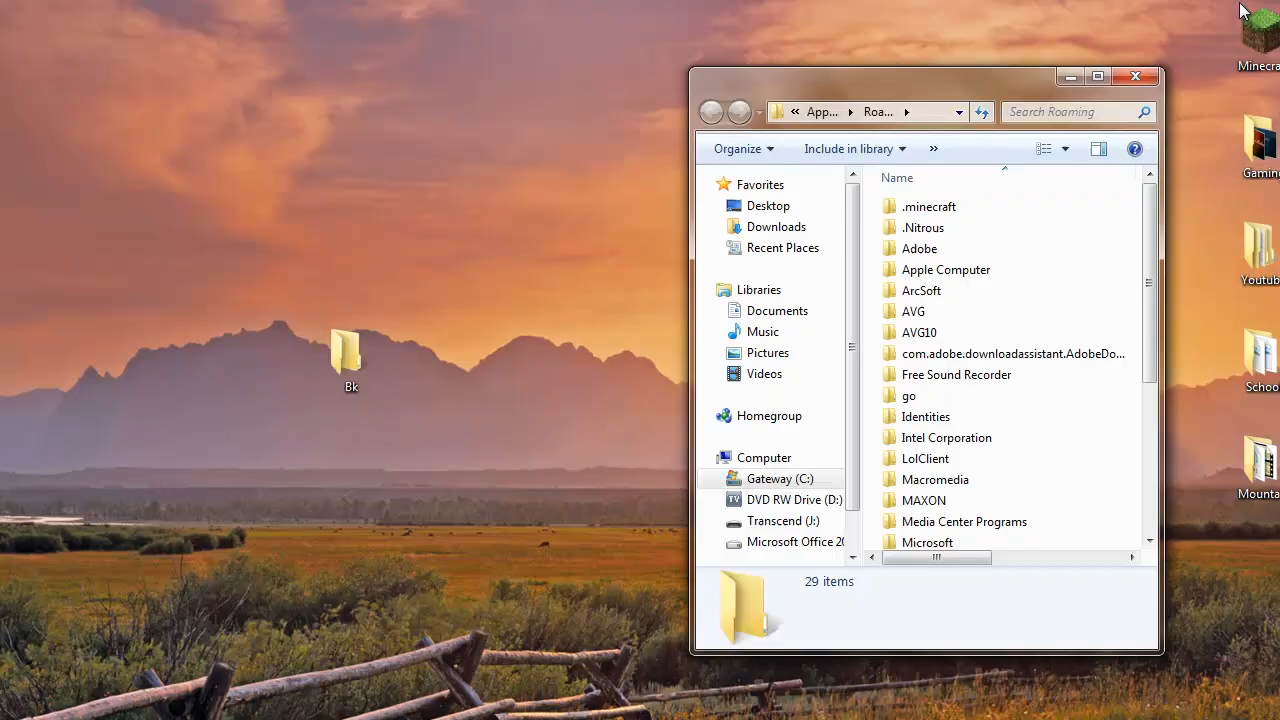 Minecra
« App... Roa...
Search Roaming
Organize
Include in library
»
Favorites
Desktop
Downloads
Recent Places
Libraries
Documents
Music
Pictures
Videos
Homegroup
Computer
Gateway (C:)
DVD RW Drive (D:)
Transcend (J:)
Microsoft Office 20
Name
.minecraft
.Nitrous
Adobe
Apple Computer
ArcSoft
AVG
AVG10
com.adobe.downloadassistant.AdobeDo...
Free Sound Recorder
go
Identities
Intel Corporation
LolClient
Macromedia
MAXON
Media Center Programs
Microsoft
29 items
Bk
Gaming
Youtub
Schoo
Mounta